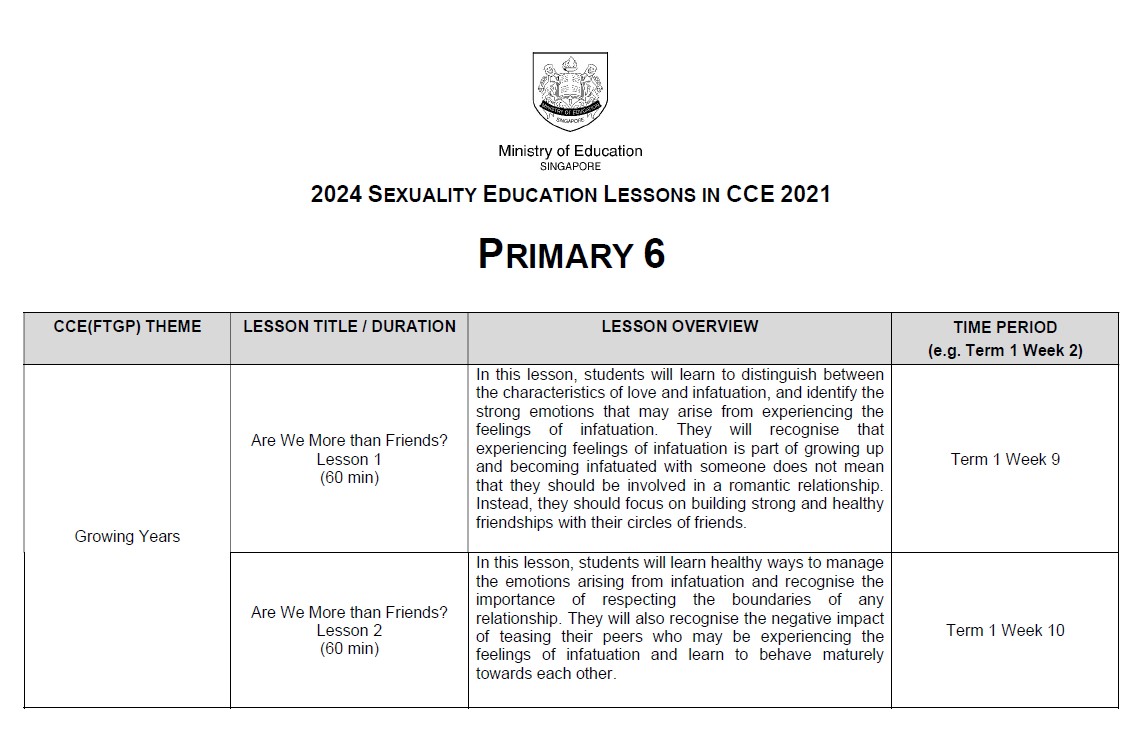 MINISTRY OF EDUCATION
SINGAPORE
Ministry of Education
SINGAPORE
2024 SEXUALITY EDUCATION LESSONS IN CCE 2021
PRIMARY 6
CCE(FTGP) THEME
LESSON TITLE / DURATION
LESSON OVERVIEW
TIME PERIOD
(e.g. Term 1 Week 2)
Growing Years
Are We More than Friends?
Lesson 1
(60 min)
In this lesson, students will learn to distinguish between
the characteristics of love and infatuation, and identify the
strong emotions that may arise from experiencing the
feelings of infatuation. They will recognise that
experiencing feelings of infatuation is part of growing up
and becoming infatuated with someone does not mean
that they should be involved in a romantic relationship.
Instead, they should focus on building strong and healthy
friendships with their circles of friends.
Term 1 Week 9
Are We More than Friends?
Lesson 2
(60 min)
In this lesson, students will learn healthy ways to manage
the emotions arising from infatuation and recognise the
importance of respecting the boundaries of any
relationship. They will also recognise the negative impact
of teasing their peers who may be experiencing the
feelings of infatuation and learn to behave maturely
towards each other.
Term 1 Week 10